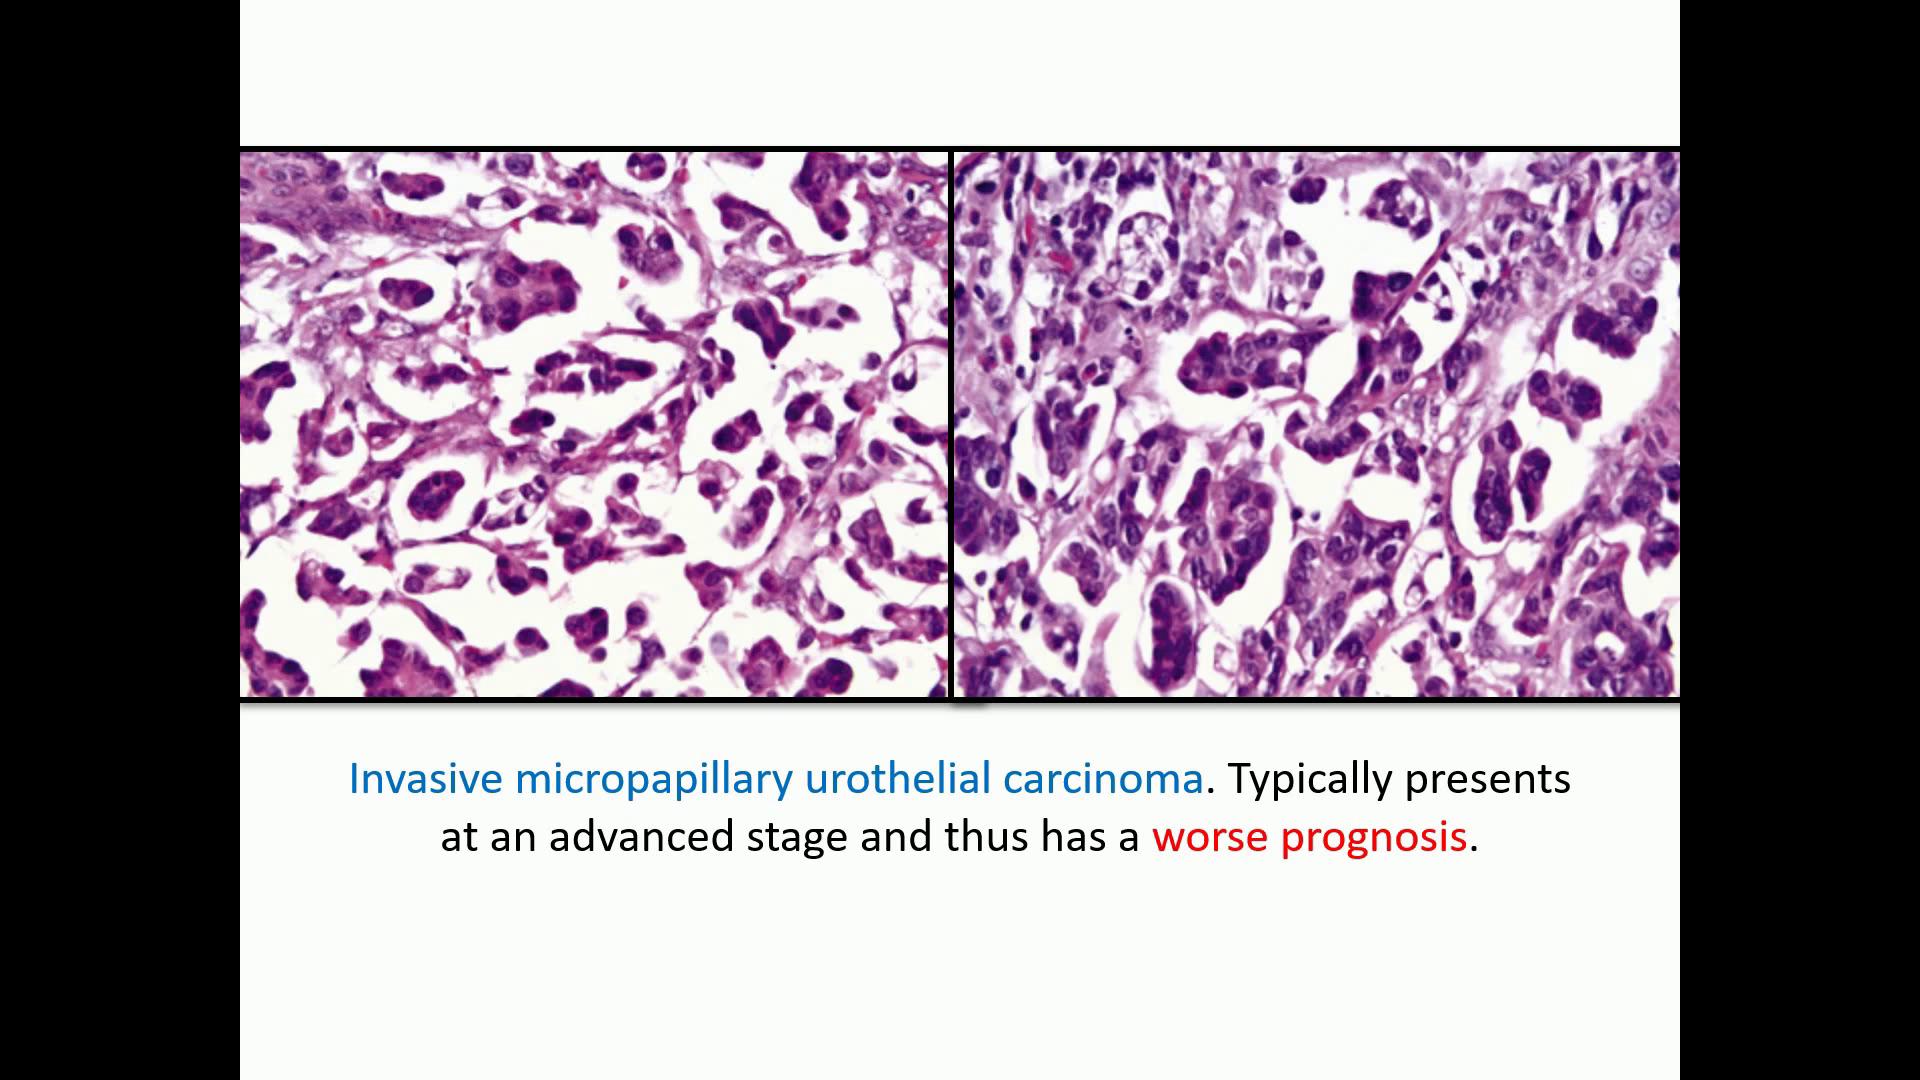 Invasive micropapillary urothelial carcinoma. Typically presents
at an advanced stage and thus has a worse prognosis.